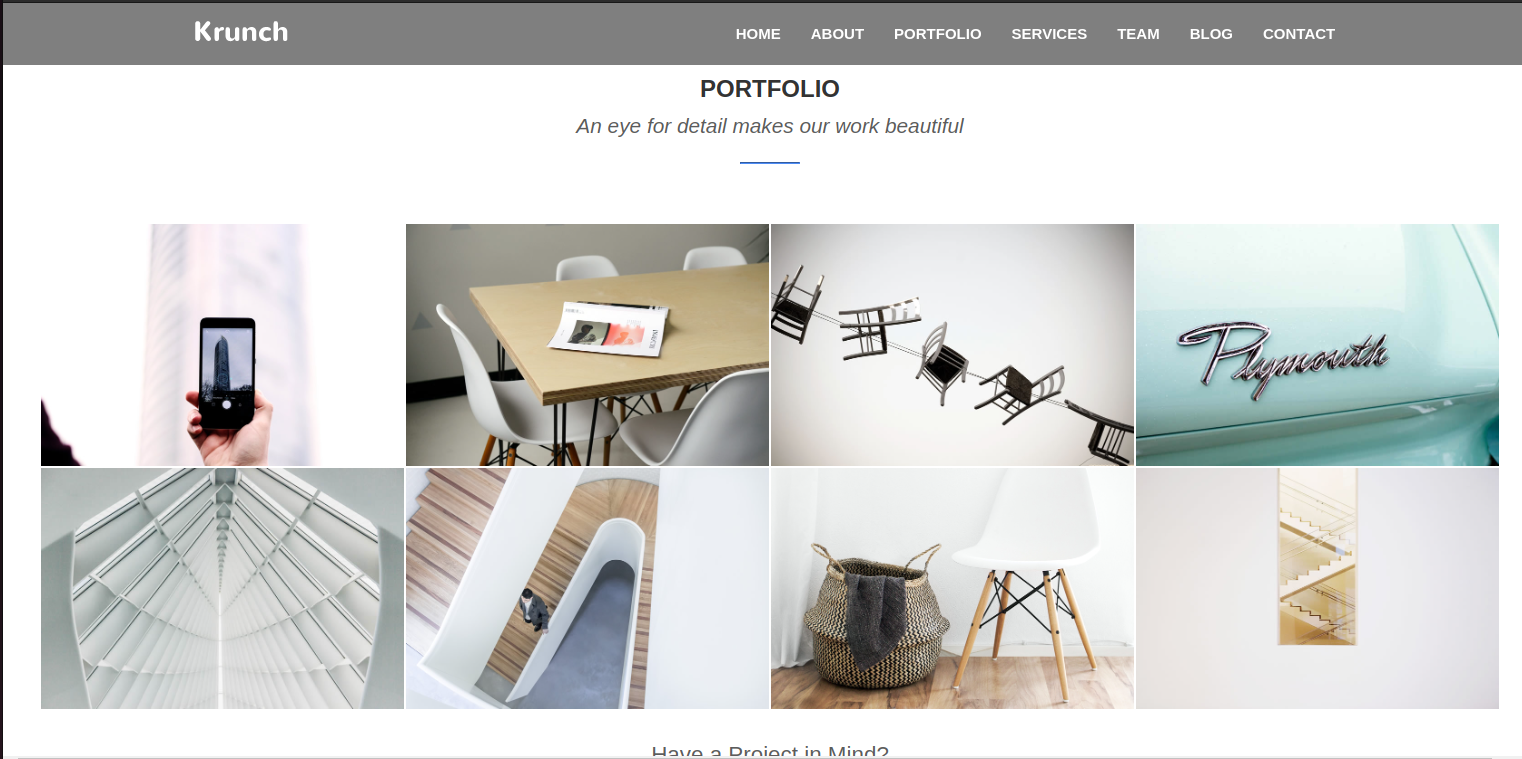 Krunch
HOME ABOUT PORTFOLIO SERVICES TEAM BLOG CONTACT
PORTFOLIO
An eye for detail makes our work beautiful
Plymouth
Have a Project in Mind?